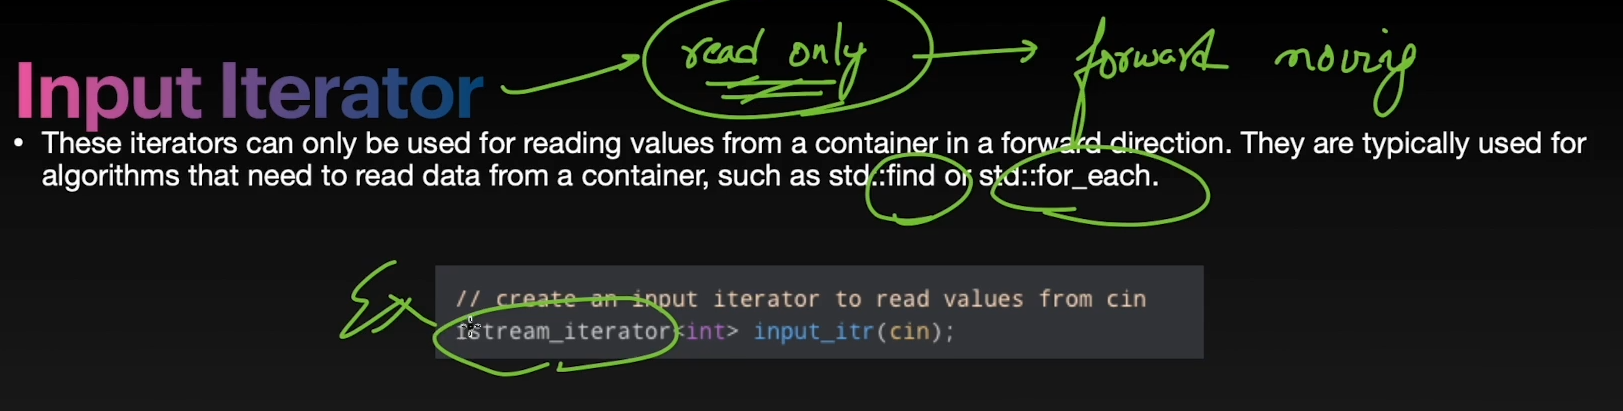 read only → forward moving
Input Iterator
• These iterators can only be used for reading values from a container in a forward direction. They are typically used for
algorithms that need to read data from a container, such as std::find or std::for_each.
Ex
// create an input iterator to read values from cin
istream_iterator<int> input_itr(cin);